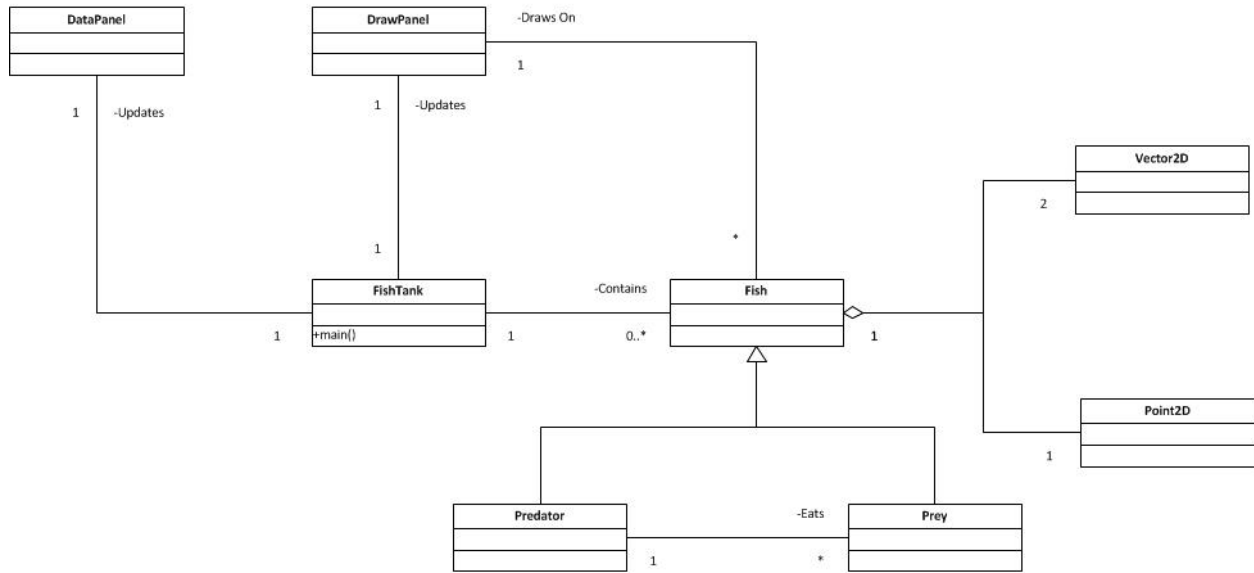 DataPanel
DrawPanel
-Draws On
1
1
-Updates
1
-Updates
Vector2D
2
*
1
FishTank
-Contains
Fish
+main()
1
1
0..*
1
Point2D
1
Predator
-Eats
Prey
1
*